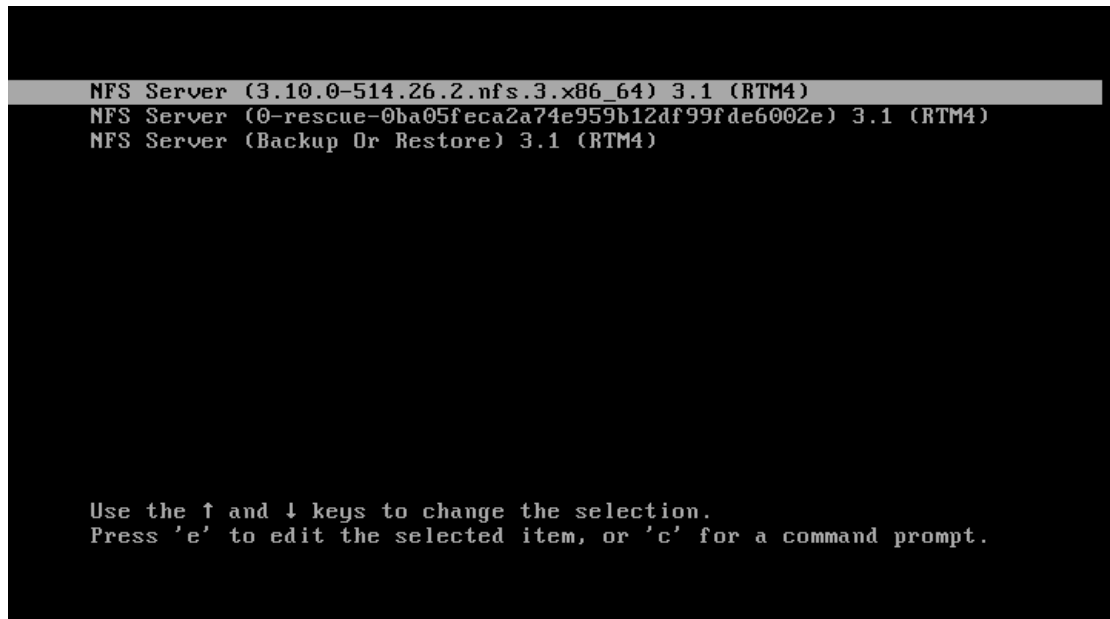 NFS Server (3.10.0-514.26.2.nfs.3.x86_64) 3.1 (RTM4)
NFS Server (0-rescue-0ba05feca2a74e959b12df99fde6002e) 3.1 (RTM4)
NFS Server (Backup Or Restore) 3.1 (RTM4)
Use the ↑ and ↓ keys to change the selection.
Press 'e' to edit the selected item, or 'c' for a command prompt.